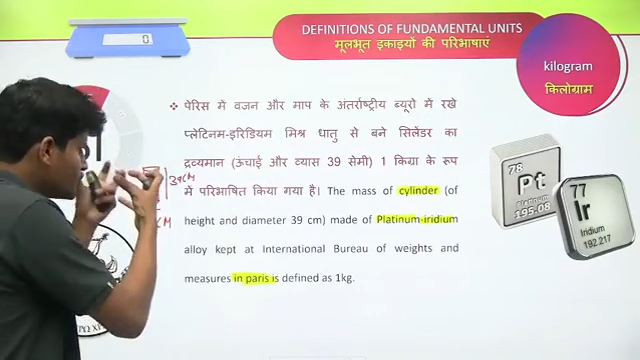 DEFINITIONS OF FUNDAMENTAL UNITS
मूलभूत इकाइयों की परिभाषाएं
kilogram
किलोग्राम
0
पेरिस में वजन और माप के अंतर्राष्ट्रीय ब्यूरो में रखे
प्लेटिनम-इरिडियम मिश्र धातु से बने सिलेंडर का
द्रव्यमान (ऊंचाई और व्यास 39 सेमी) 1 किग्रा के रूप
में परिभाषित किया गया है। The mass of cylinder (of
height and diameter 39 cm) made of Platinum-iridium
alloy kept at International Bureau of weights and
measures in paris is defined as 1kg.
39CM
CM
78
Pt
Platinum
195.08
77
Ir
Iridium
192.217